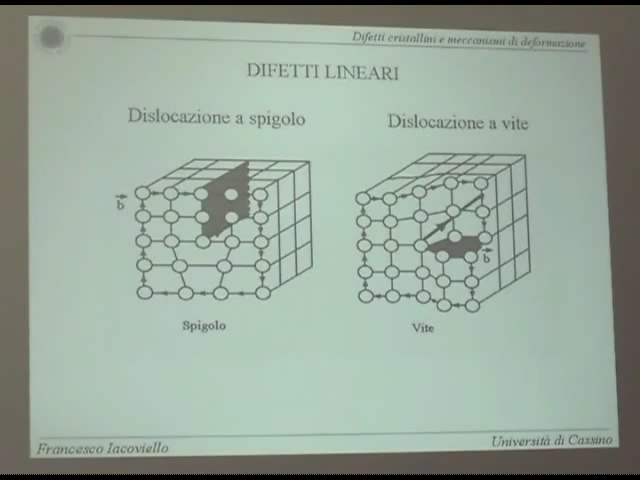 Difetti cristallini e meccanismi di deformazione
DIFETTI LINEARI
Dislocazione a spigolo
Dislocazione a vite
b
b
Spigolo
Vite
Francesco Iacoviello
Università di Cassino